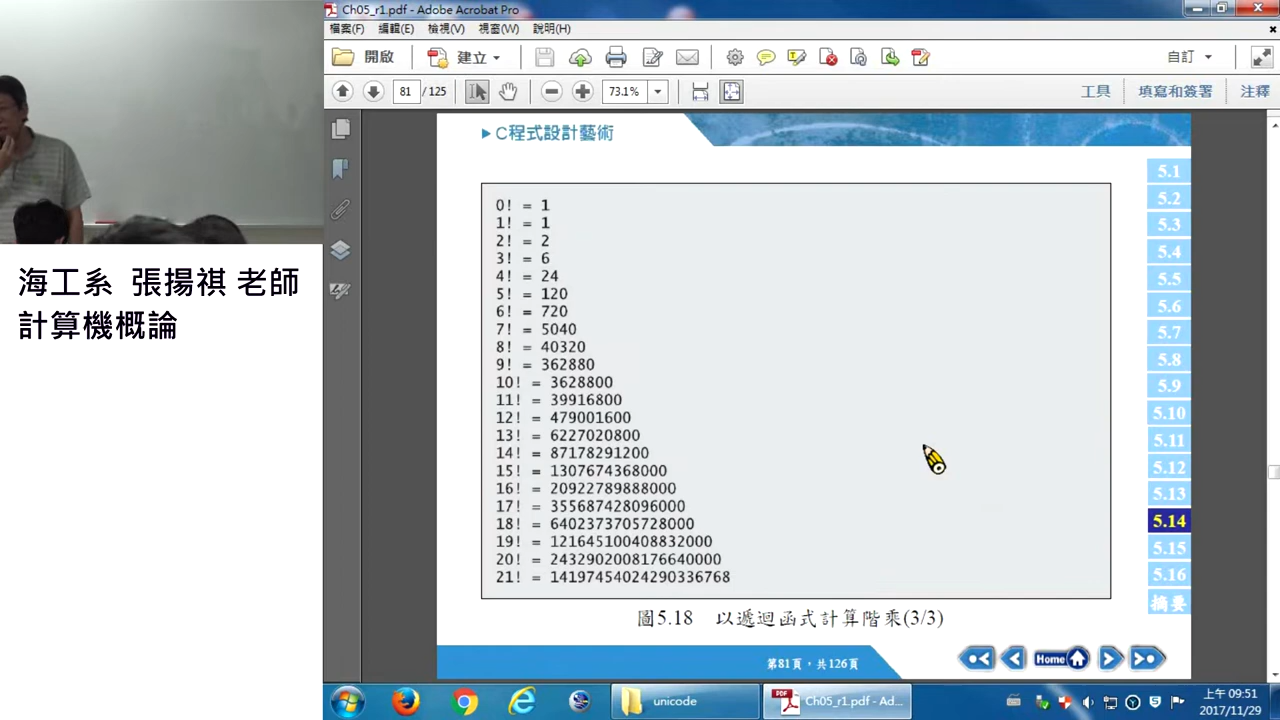 Ch05_r1.pdf - Adobe Acrobat Pro
檔案(F) 編輯(E) 檢視(V) 視窗(W) 說明(H)
開啟 建立 自訂
81 / 125 73.1% 工具 填寫和簽署 注釋
C程式設計藝術
0! = 1
1! = 1
2! = 2
3! = 6
4! = 24
5! = 120
6! = 720
7! = 5040
8! = 40320
9! = 362880
10! = 3628800
11! = 39916800
12! = 479001600
13! = 6227020800
14! = 87178291200
15! = 1307674368000
16! = 20922789888000
17! = 355687428096000
18! = 6402373705728000
19! = 121645100408832000
20! = 2432902008176640000
21! = 14197454024290336768
圖5.18 以遞迴函式計算階乘(3/3)
第81頁，共126頁
Home
5.1
5.2
5.3
5.4
5.5
5.6
5.7
5.8
5.9
5.10
5.11
5.12
5.13
5.14
5.15
5.16
摘要
海工系 張揚祺 老師
計算機概論
unicode
Ch05_r1.pdf - Ad...
上午 09:51
2017/11/29